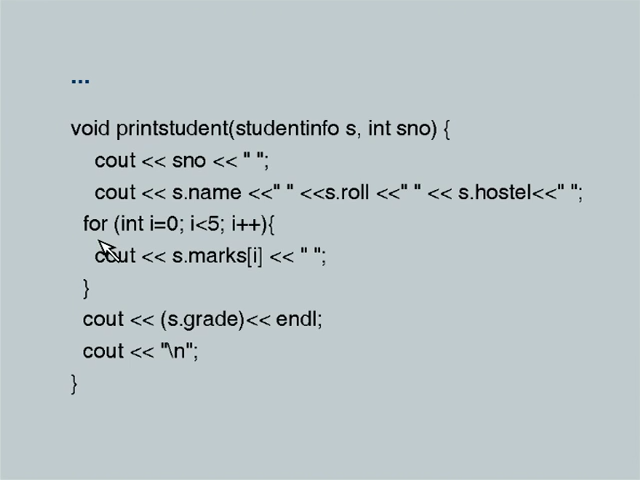 ...
void printstudent(studentinfo s, int sno) {
cout << sno << " ";
cout << s.name <<" " <<s.roll <<" " << s.hostel<<" ";
for (int i=0; i<5; i++){
cout << s.marks[i] << " ";
}
cout << (s.grade)<< endl;
cout << "\n";
}